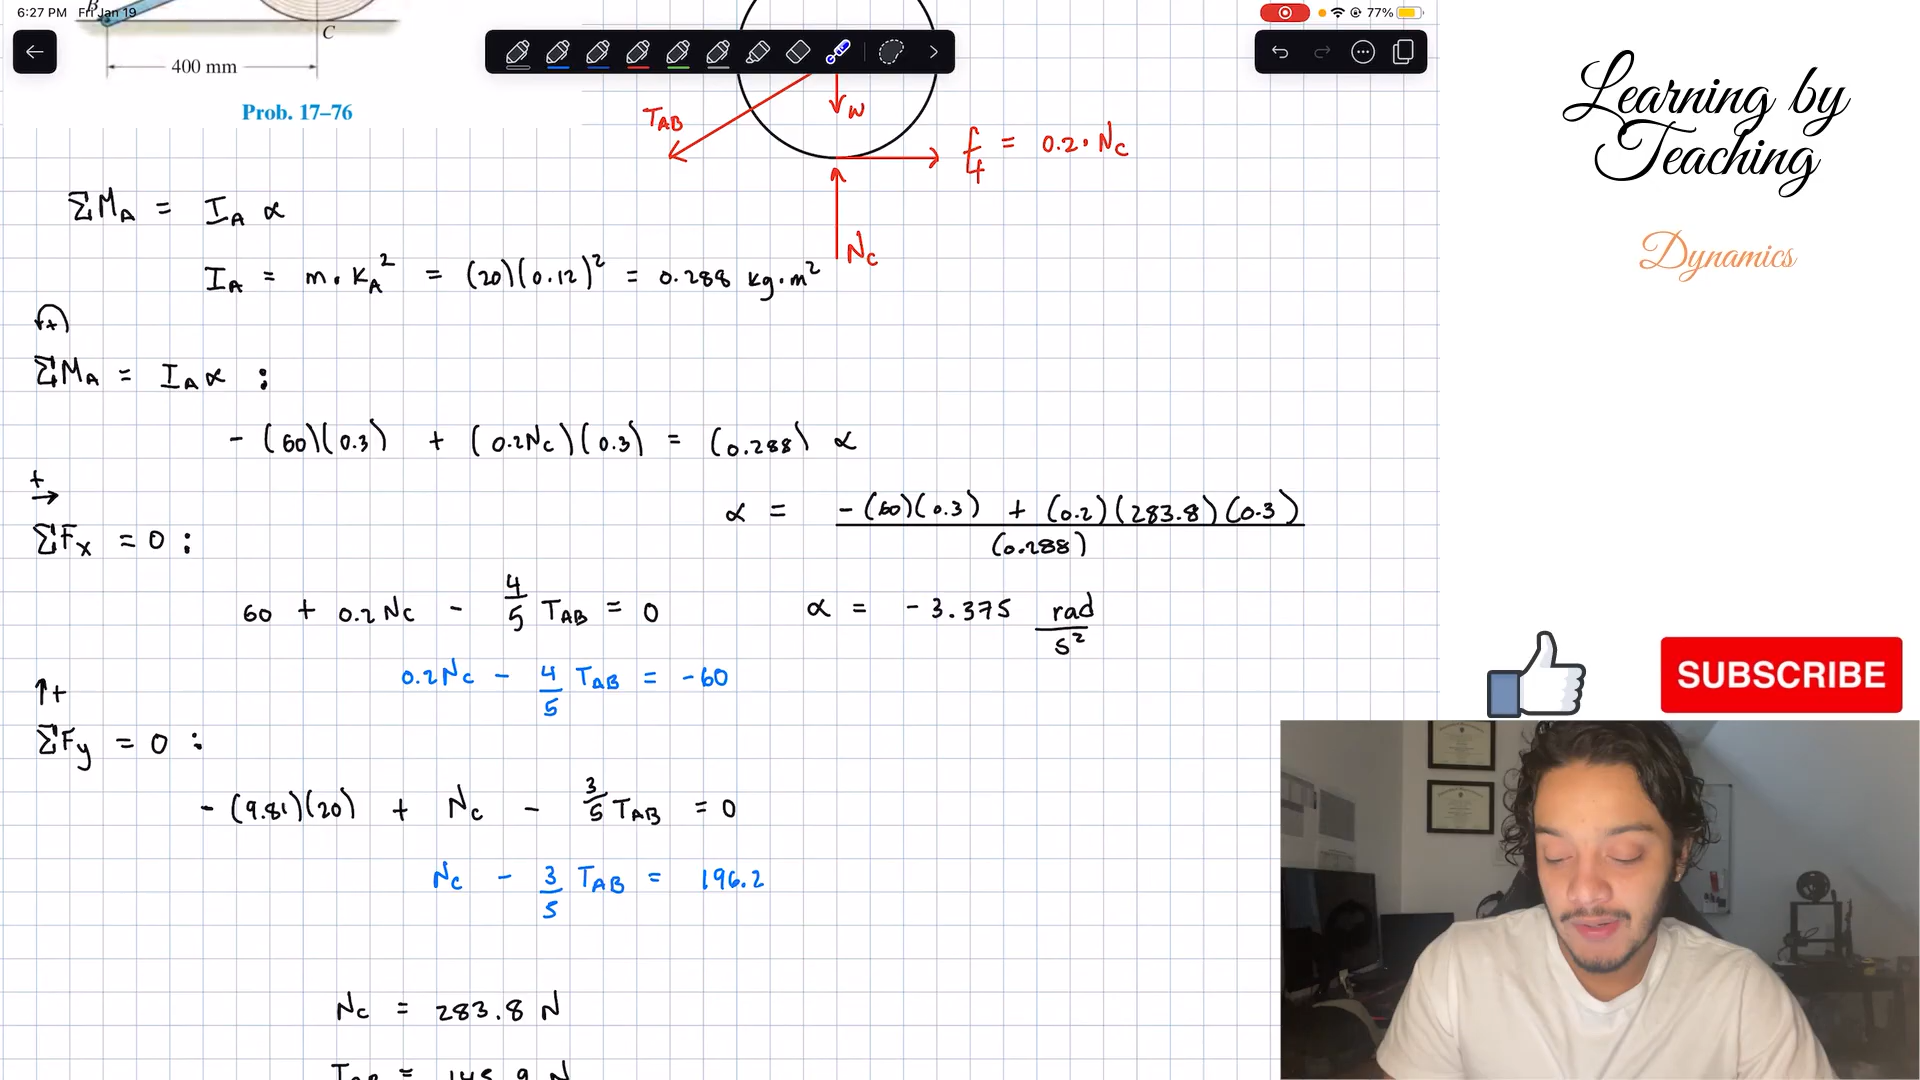 6:27 PM Fri Jan 19
77%
B
C
400 mm
Prob. 17–76
T_AB
W
f_f = 0.2·N_C
N_C
ΣM_A = I_A α
I_A = m·K_A² = (20)(0.12)² = 0.288 kg·m²
+
ΣM_A = I_A α :
-(60)(0.3) + (0.2N_C)(0.3) = (0.288) α
+→
α = -(60)(0.3) + (0.2)(283.8)(0.3) / (0.288)
ΣF_x = 0 :
60 + 0.2 N_C - 4/5 T_AB = 0
α = -3.375 rad/s²
0.2N_C - 4/5 T_AB = -60
↑+
ΣF_y = 0 :
-(9.81)(20) + N_C - 3/5 T_AB = 0
N_C - 3/5 T_AB = 196.2
N_C = 283.8 N
Learning by
Teaching
Dynamics
SUBSCRIBE